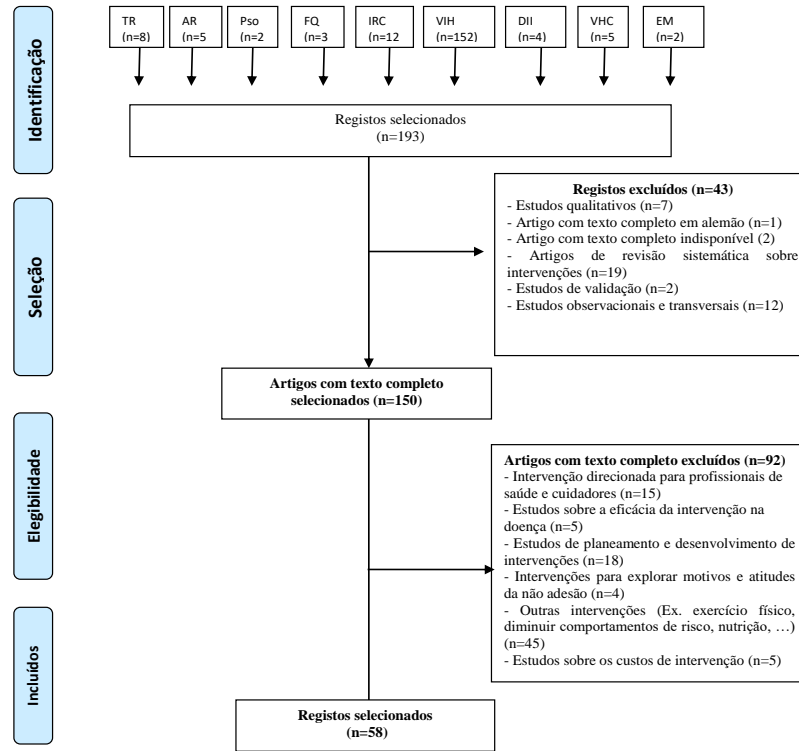 TR
(n=8)
AR
(n=5)
Pso
(n=2)
FQ
(n=3)
IRC
(n=12)
VIH
(n=152)
DII
(n=4)
VHC
(n=5)
EM
(n=2)
Identificação
Registos selecionados
(n=193)
Registos excluídos (n=43)
- Estudos qualitativos (n=7)
- Artigo com texto completo em alemão (n=1)
- Artigo com texto completo indisponível (2)
- Artigos de revisão sistemática sobre
intervenções (n=19)
- Estudos de validação (n=2)
- Estudos observacionais e transversais (n=12)
Seleção
Artigos com texto completo
selecionados (n=150)
Elegibilidade
Artigos com texto completo excluídos (n=92)
- Intervenção direcionada para profissionais de
saúde e cuidadores (n=15)
- Estudos sobre a eficácia da intervenção na
doença (n=5)
- Estudos de planeamento e desenvolvimento de
intervenções (n=18)
- Intervenções para explorar motivos e atitudes
da não adesão (n=4)
- Outras intervenções (Ex. exercício físico,
diminuir comportamentos de risco, nutrição, …)
(n=45)
- Estudos sobre os custos de intervenção (n=5)
Incluídos
Registos selecionados
(n=58)